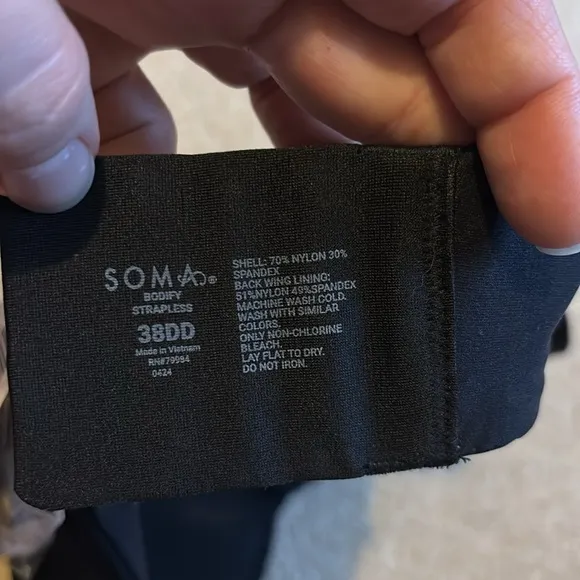 SOMA®
BODIFY
STRAPLESS
38DD
Made in Vietnam
RN#79984
0424
SHELL: 70% NYLON 30%
SPANDEX
BACK WING LINING:
51%NYLON 49%SPANDEX
MACHINE WASH COLD.
WASH WITH SIMILAR
COLORS.
ONLY NON-CHLORINE
BLEACH.
LAY FLAT TO DRY.
DO NOT IRON.